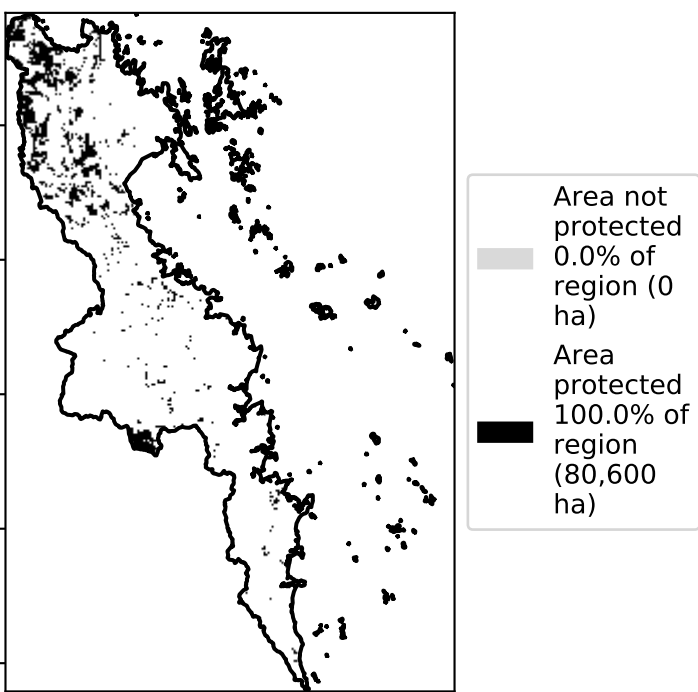 Area not
protected
0.0% of
region (0
ha)
Area
protected
100.0% of
region
(80,600
ha)